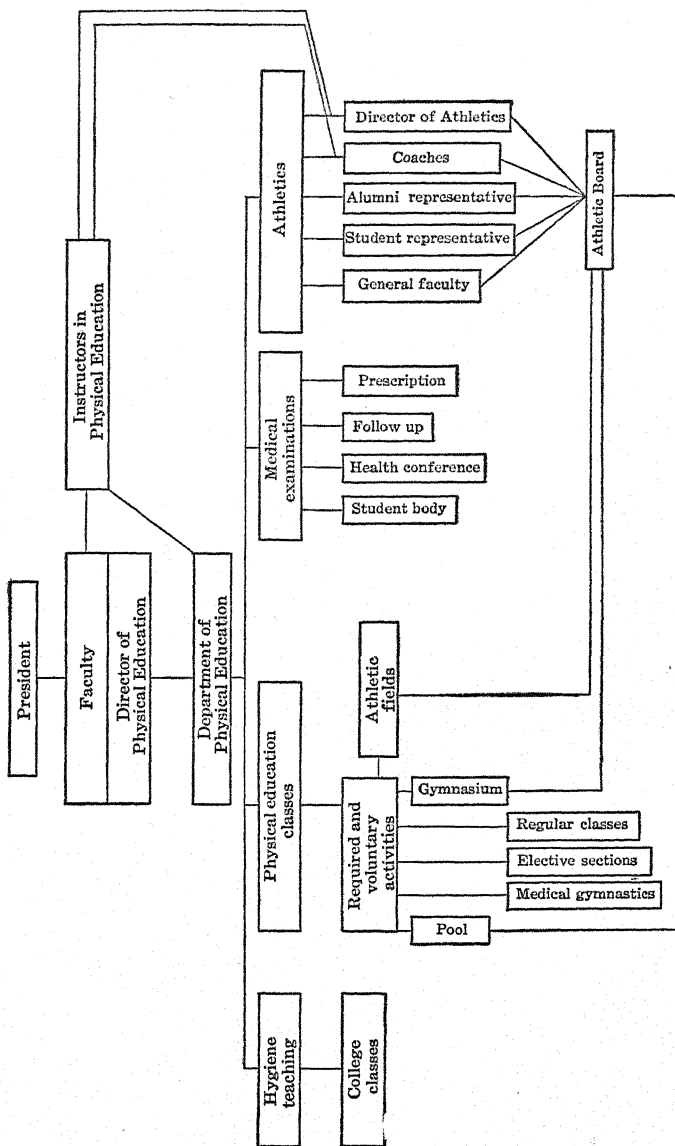 President
Faculty
Director of
Physical Education
Instructors in
Physical Education
Department of
Physical Education
Hygiene
teaching
College
classes
Physical education
classes
Required and
voluntary
activities
Athletic
fields
Gymnasium
Regular classes
Elective sections
Medical gymnastics
Pool
Medical
examinations
Prescription
Follow up
Health conference
Student body
Athletics
Director of Athletics
Coaches
Alumni representative
Student representative
General faculty
Athletic Board